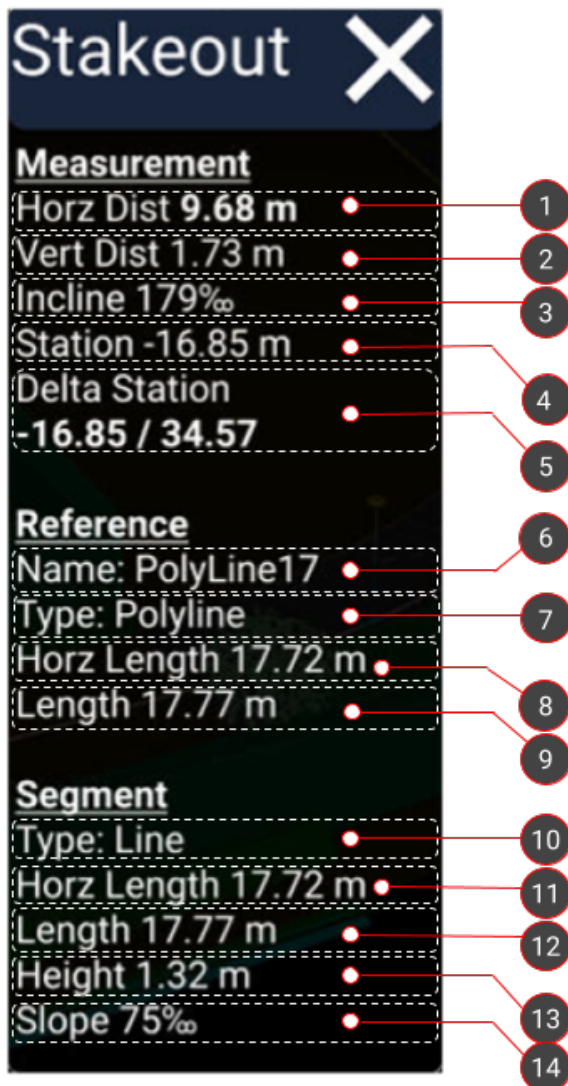 Stakeout
Measurement
Horz Dist 9.68 m
1
Vert Dist 1.73 m
2
Incline 179‰
3
Station -16.85 m
4
Delta Station
-16.85 / 34.57
5
Reference
6
Name: PolyLine17
Type: Polyline
7
Horz Length 17.72 m
8
Length 17.77 m
9
Segment
Type: Line
10
Horz Length 17.72 m
11
Length 17.77 m
12
Height 1.32 m
13
Slope 75‰
14